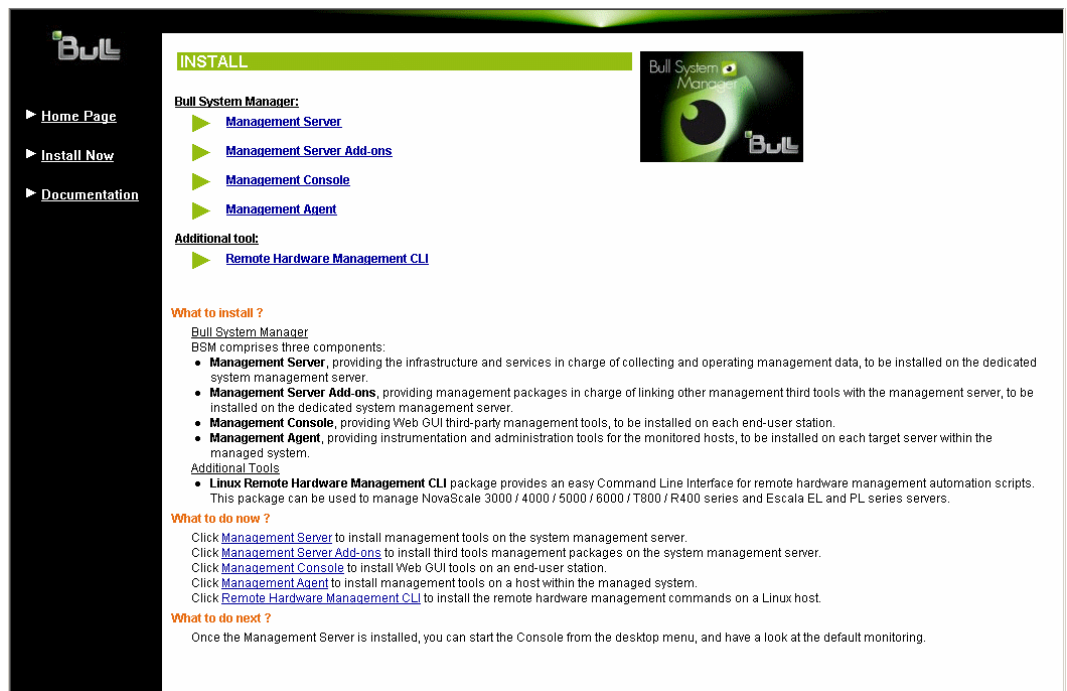 Bull
Home Page
Install Now
Documentation
INSTALL
Bull System Manager
Bull
Bull System Manager:
Management Server
Management Server Add-ons
Management Console
Management Agent
Additional tool:
Remote Hardware Management CLI
What to install ?
Bull System Manager
BSM comprises three components:
• Management Server, providing the infrastructure and services in charge of collecting and operating management data, to be installed on the dedicated
system management server.
• Management Server Add-ons, providing management packages in charge of linking other management third tools with the management server, to be
installed on the dedicated system management server.
• Management Console, providing Web GUI third-party management tools, to be installed on each end-user station.
• Management Agent, providing instrumentation and administration tools for the monitored hosts, to be installed on each target server within the
managed system.
Additional Tools
• Linux Remote Hardware Management CLI package provides an easy Command Line Interface for remote hardware management automation scripts.
This package can be used to manage NovaScale 3000 / 4000 / 5000 / 6000 / T800 / R400 series and Escala EL and PL series servers.
What to do now ?
Click Management Server to install management tools on the system management server.
Click Management Server Add-ons to install third tools management packages on the system management server.
Click Management Console to install Web GUI tools on an end-user station.
Click Management Agent to install management tools on a host within the managed system.
Click Remote Hardware Management CLI to install the remote hardware management commands on a Linux host.
What to do next ?
Once the Management Server is installed, you can start the Console from the desktop menu, and have a look at the default monitoring.